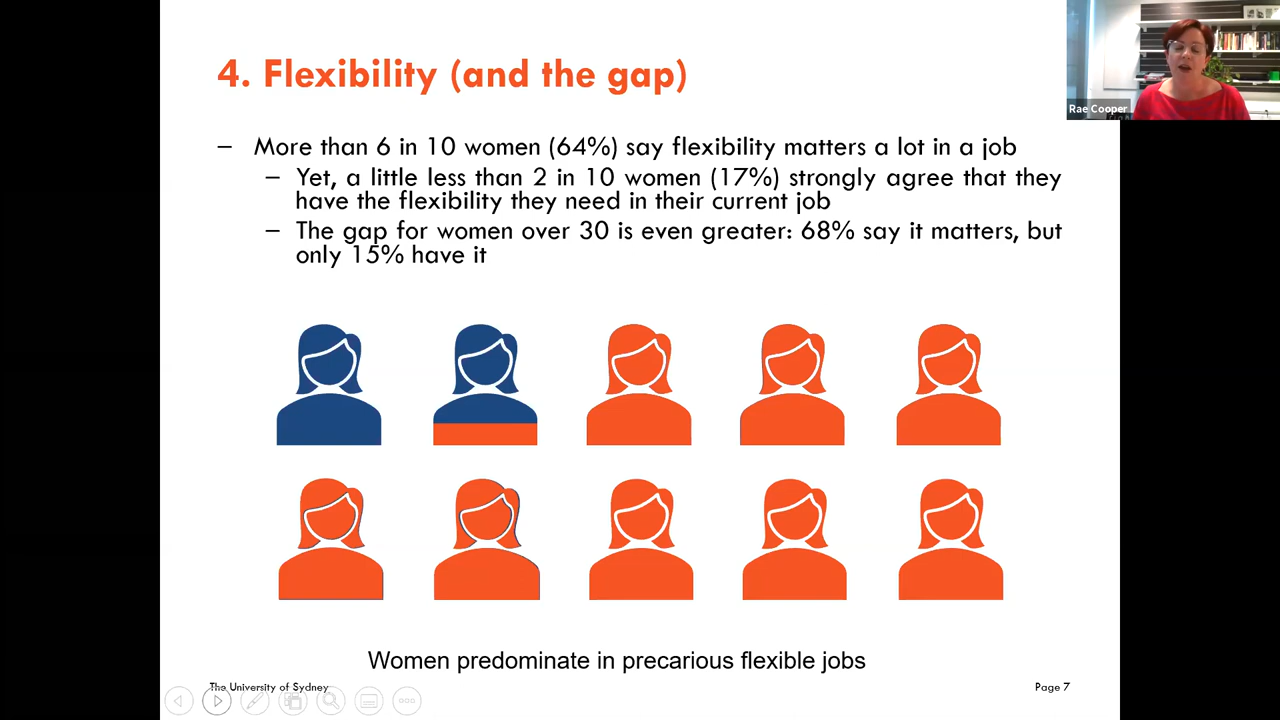 4. Flexibility (and the gap)
Rae Cooper
– More than 6 in 10 women (64%) say flexibility matters a lot in a job
– Yet, a little less than 2 in 10 women (17%) strongly agree that they
have the flexibility they need in their current job
– The gap for women over 30 is even greater: 68% say it matters, but
only 15% have it
Women predominate in precarious flexible jobs
The University of Sydney
Page 7